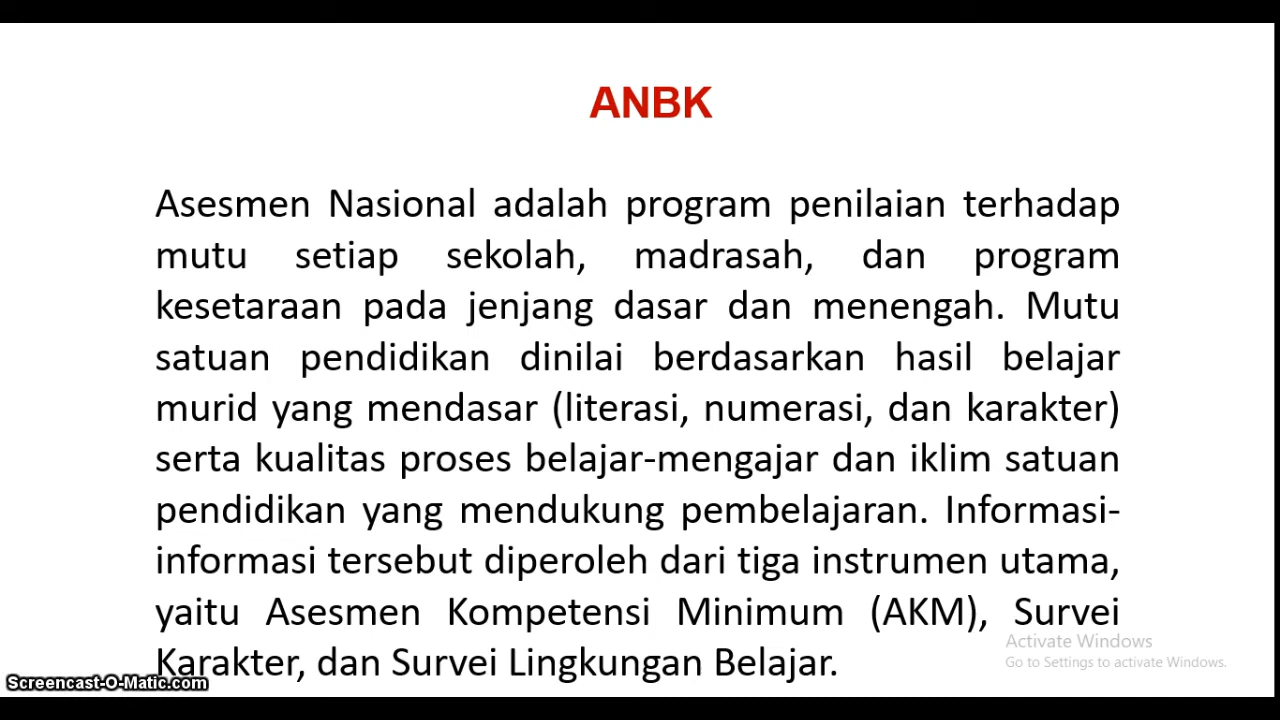 ANBK
Asesmen Nasional adalah program penilaian terhadap
mutu setiap sekolah, madrasah, dan program
kesetaraan pada jenjang dasar dan menengah. Mutu
satuan pendidikan dinilai berdasarkan hasil belajar
murid yang mendasar (literasi, numerasi, dan karakter)
serta kualitas proses belajar-mengajar dan iklim satuan
pendidikan yang mendukung pembelajaran. Informasi-
informasi tersebut diperoleh dari tiga instrumen utama,
yaitu Asesmen Kompetensi Minimum (AKM), Survei
Karakter, dan Survei Lingkungan Belajar.
Activate Windows
Go to Settings to activate Windows.
Screencast-O-Matic.com